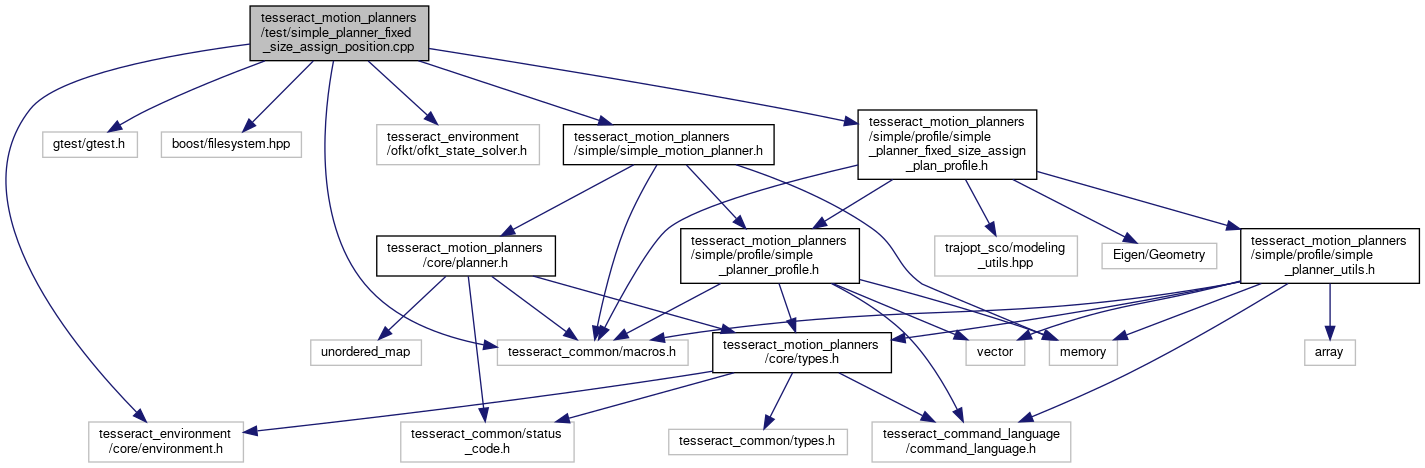 tesseract_motion_planners
/test/simple_planner_fixed
_size_assign_position.cpp
gtest/gtest.h
boost/filesystem.hpp
tesseract_environment
/ofkt/ofkt_state_solver.h
tesseract_motion_planners
/simple/simple_motion_planner.h
tesseract_motion_planners
/simple/profile/simple
_planner_fixed_size_assign
_plan_profile.h
tesseract_motion_planners
/core/planner.h
tesseract_motion_planners
/simple/profile/simple
_planner_profile.h
trajopt_sco/modeling
_utils.hpp
Eigen/Geometry
tesseract_motion_planners
/simple/profile/simple
_planner_utils.h
unordered_map
tesseract_common/macros.h
tesseract_motion_planners
/core/types.h
vector
memory
array
tesseract_environment
/core/environment.h
tesseract_common/status
_code.h
tesseract_common/types.h
tesseract_command_language
/command_language.h